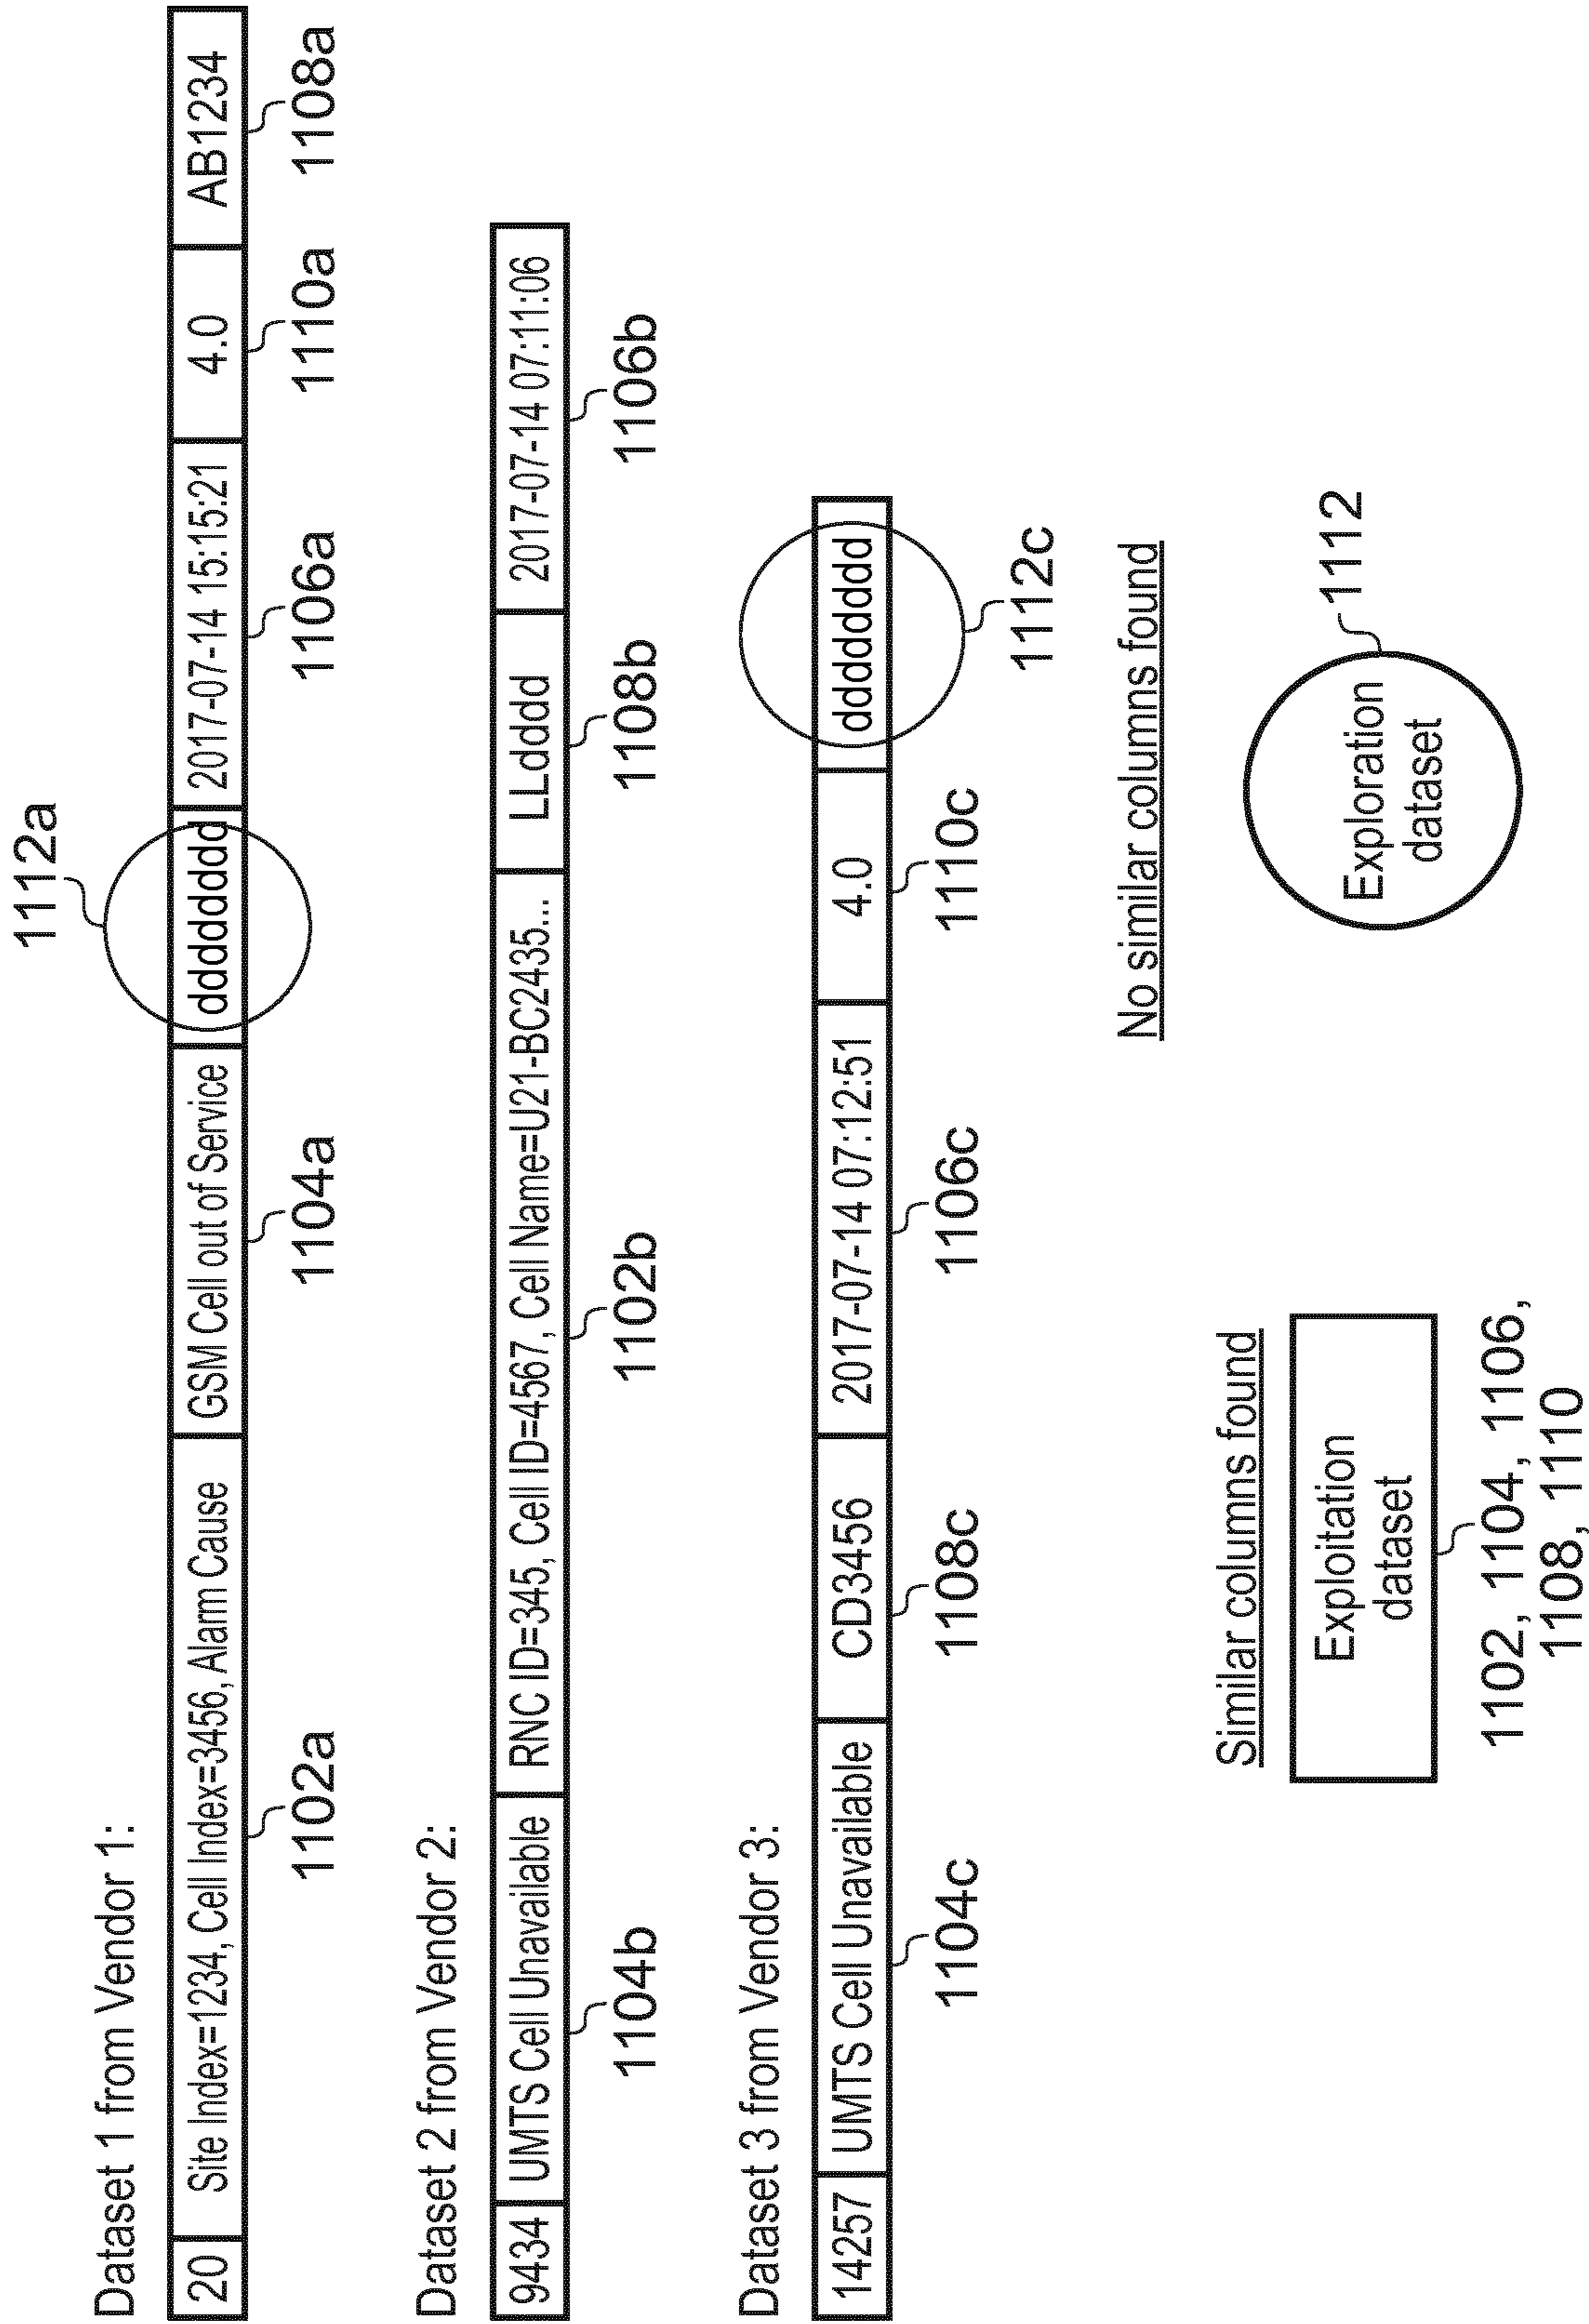 1112a
Dataset 1 from Vendor 1:
20 Site Index=1234, Cell Index=3456, Alarm Cause GSM Cell out of Service dddddddd 2017-07-14 15:15:21 4.0 AB1234
1102a 1104a 1106a 1110a 1108a
Dataset 2 from Vendor 2:
9434 UMTS Cell Unavailable RNC ID=345, Cell ID=4567, Cell Name=U21-BC2435... LLdddd 2017-07-14 07:11:06
1104b 1102b 1108b 1106b
Dataset 3 from Vendor 3:
14257 UMTS Cell Unavailable CD3456 2017-07-14 07:12:51 4.0 dddddddd
1104c 1108c 1106c 1110c 1112c
Similar columns found
Exploitation
dataset
1102, 1104, 1106,
1108, 1110
No similar columns found
Exploration
dataset
1112